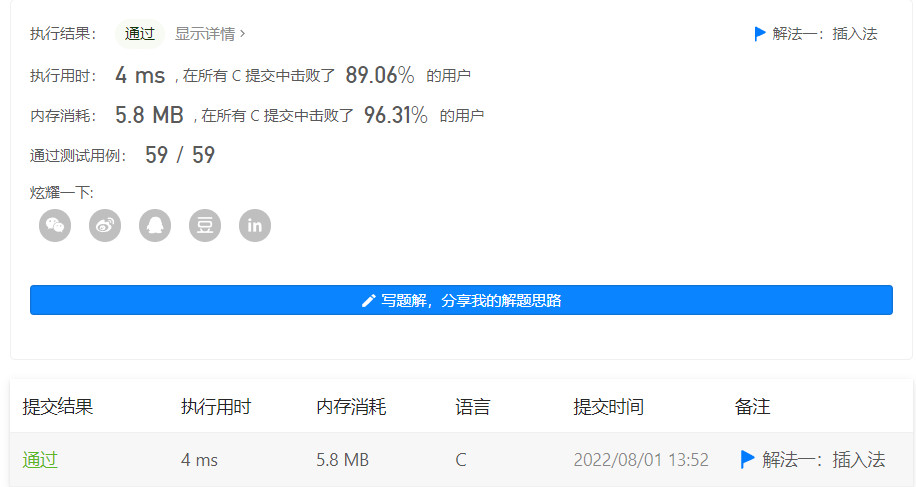 执行结果： 通过 显示详情 › 解法一：插入法
执行用时： 4 ms , 在所有 C 提交中击败了 89.06% 的用户
内存消耗： 5.8 MB , 在所有 C 提交中击败了 96.31% 的用户
通过测试用例： 59 / 59
炫耀一下:
豆 in
写题解，分享我的解题思路
提交结果 执行用时 内存消耗 语言 提交时间 备注
通过 4 ms 5.8 MB C 2022/08/01 13:52 解法一：插入法